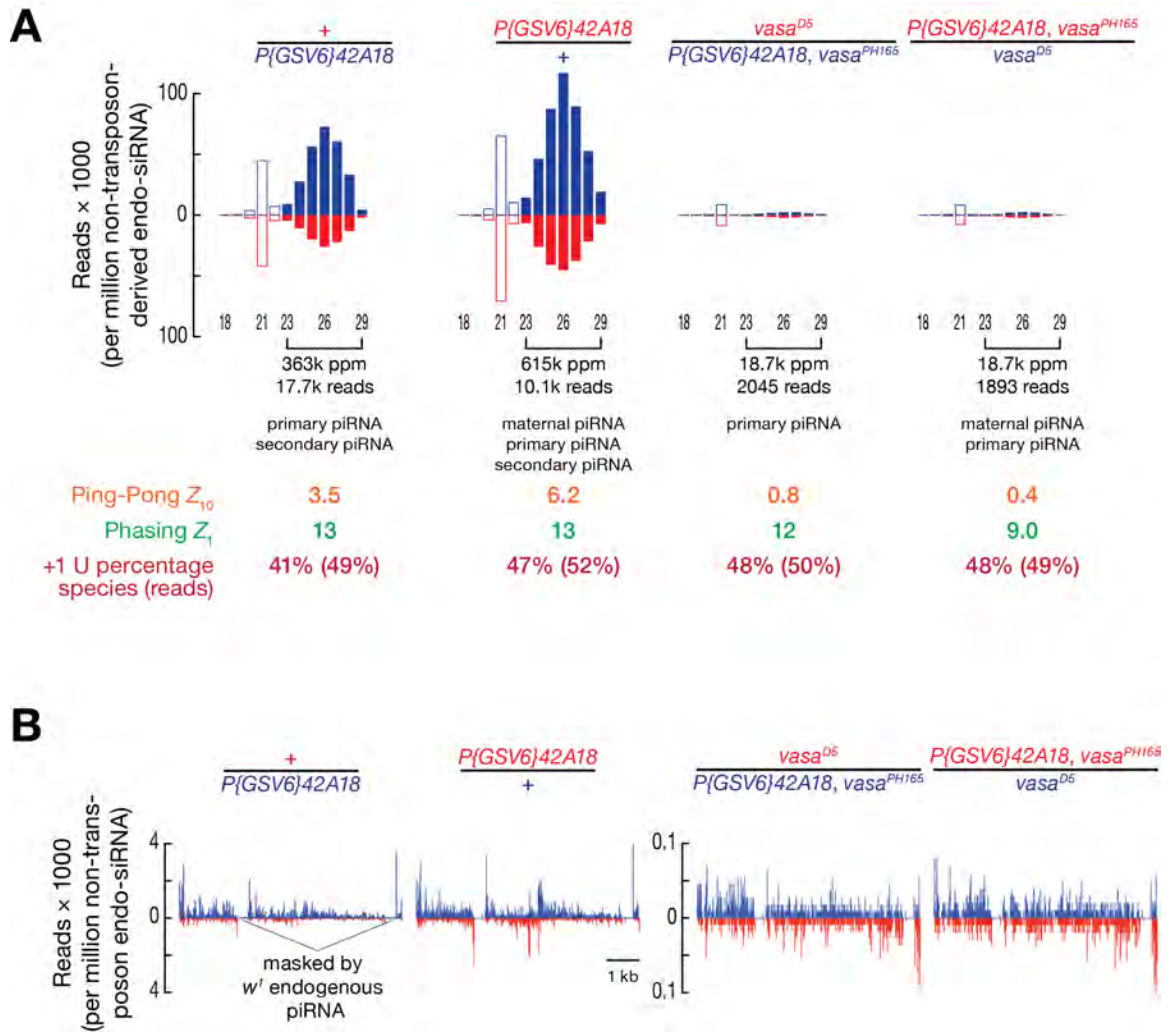 A
+
P{GSV6}42A18
P{GSV6}42A18
+
vasa^D5
P{GSV6}42A18, vasa^PH165
P{GSV6}42A18, vasa^PH165
vasa^D5
Reads × 1000
(per million non-transposon-
derived endo-siRNA)
100
0
100
18 21 23 26 29
18 21 23 26 29
18 21 23 26 29
18 21 23 26 29
363k ppm
17.7k reads
615k ppm
10.1k reads
18.7k ppm
2045 reads
18.7k ppm
1893 reads
primary piRNA
secondary piRNA
maternal piRNA
primary piRNA
secondary piRNA
primary piRNA
maternal piRNA
primary piRNA
Ping-Pong Z₁₀ 3.5 6.2 0.8 0.4
Phasing Z₁ 13 13 12 9.0
+1 U percentage
species (reads) 41% (49%) 47% (52%) 48% (50%) 48% (49%)
B
+
P{GSV6}42A18
P{GSV6}42A18
+
vasa^D5
P{GSV6}42A18, vasa^PH165
P{GSV6}42A18, vasa^PH165
vasa^D5
Reads × 1000
(per million non-trans-
poson endo-siRNA)
4
0
4
0.1
0
0.1
masked by
w¹ endogenous
piRNA
1 kb